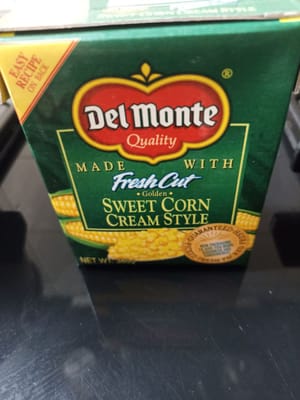 EASY
RECIPE
ON BACK
Del Monte
®
Quality
MADE WITH
Fresh Cut
• Golden •
SWEET CORN
CREAM STYLE
GUARANTEED
NET WT.